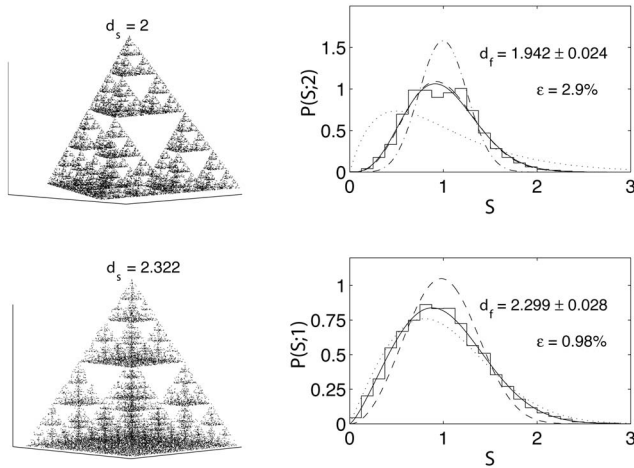 d_s = 2
d_f = 1.942 ± 0.024
ε = 2.9%
P(S;2)
1.5
1
0.5
0
0 1 2 3
S
d_s = 2.322
d_f = 2.299 ± 0.028
ε = 0.98%
P(S;1)
1
0.75
0.5
0.25
0
0 1 2 3
S